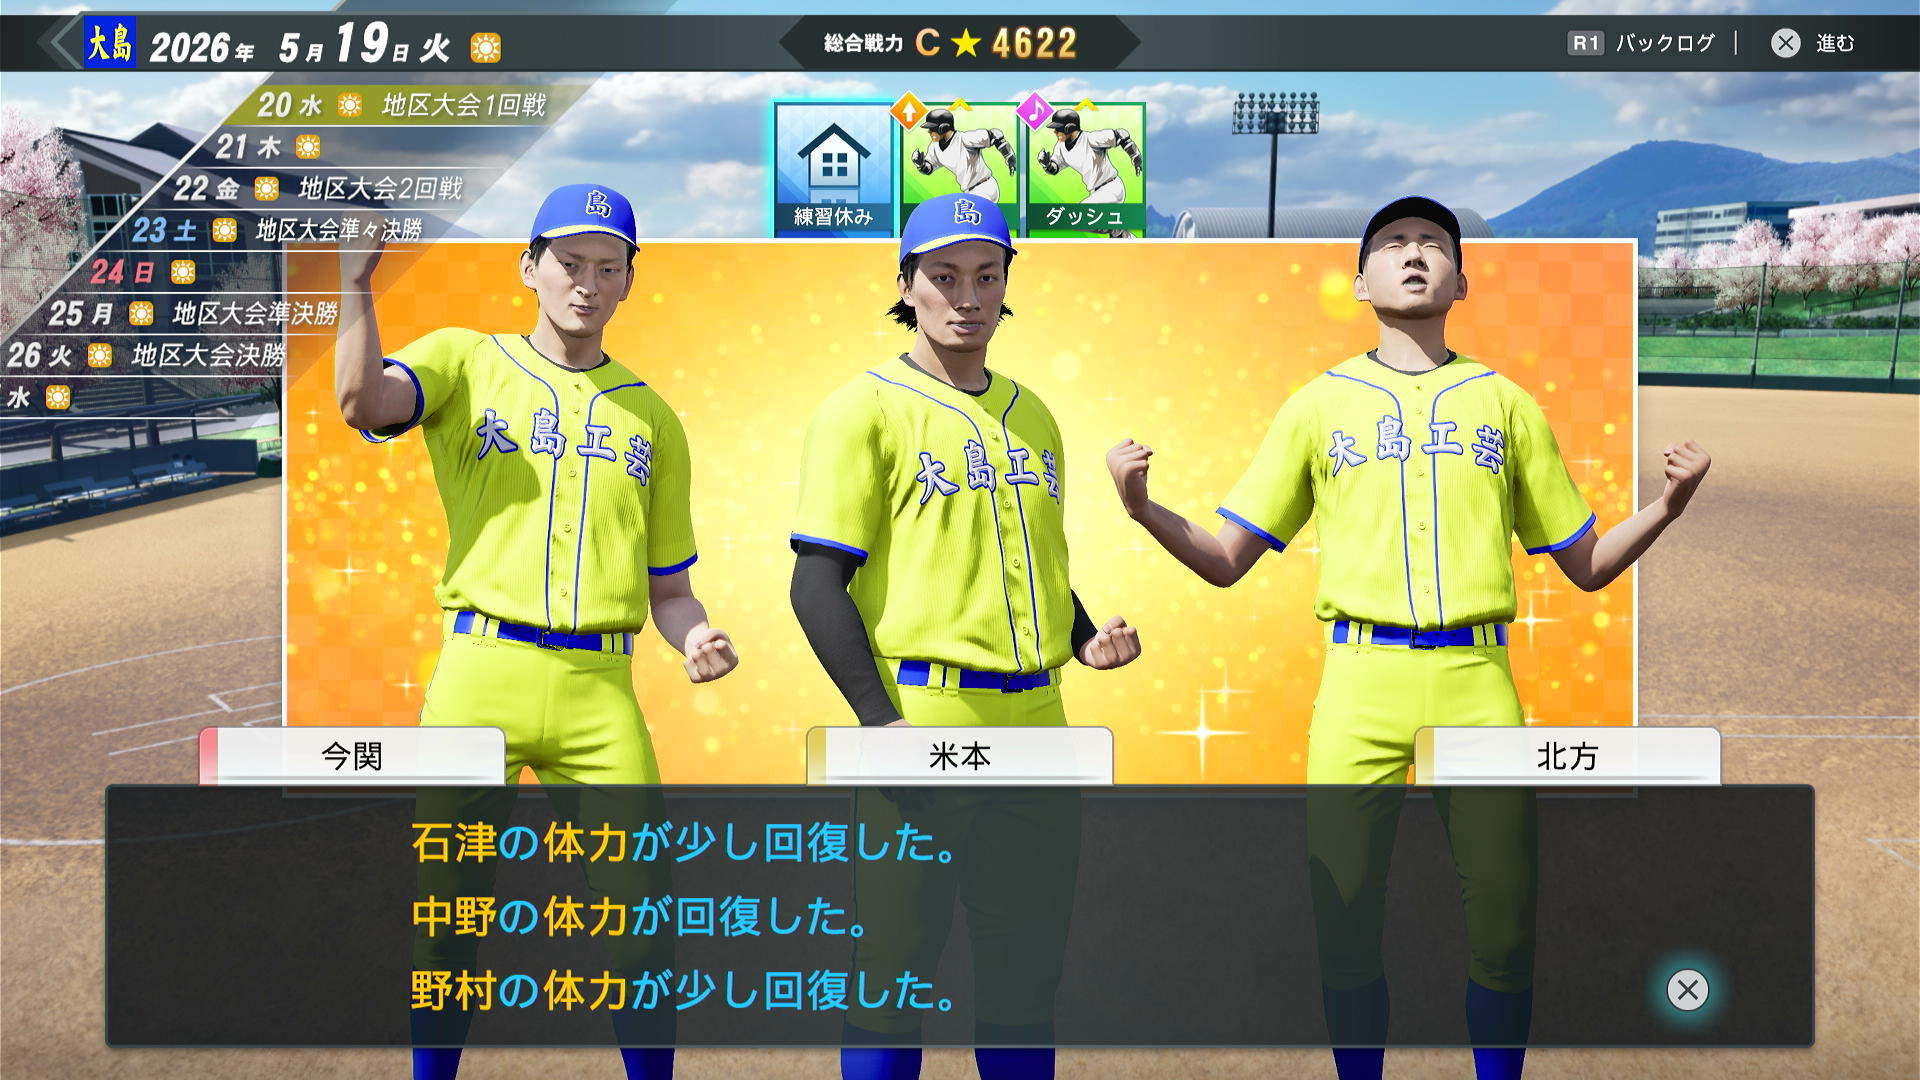 大島 2026年 5月19日 火
総合戦力 C ★ 4622
R1 バックログ | × 進む
20 水 地区大会1回戦
21 木
22 金 地区大会2回戦
23 土 地区大会準々決勝
24 日
25 月 地区大会準決勝
26 火 地区大会決勝
水
練習休み
ダッシュ
島
島
大島工芸
大島工芸
大島工芸
今関
米本
北方
石津の体力が少し回復した。
中野の体力が回復した。
野村の体力が少し回復した。